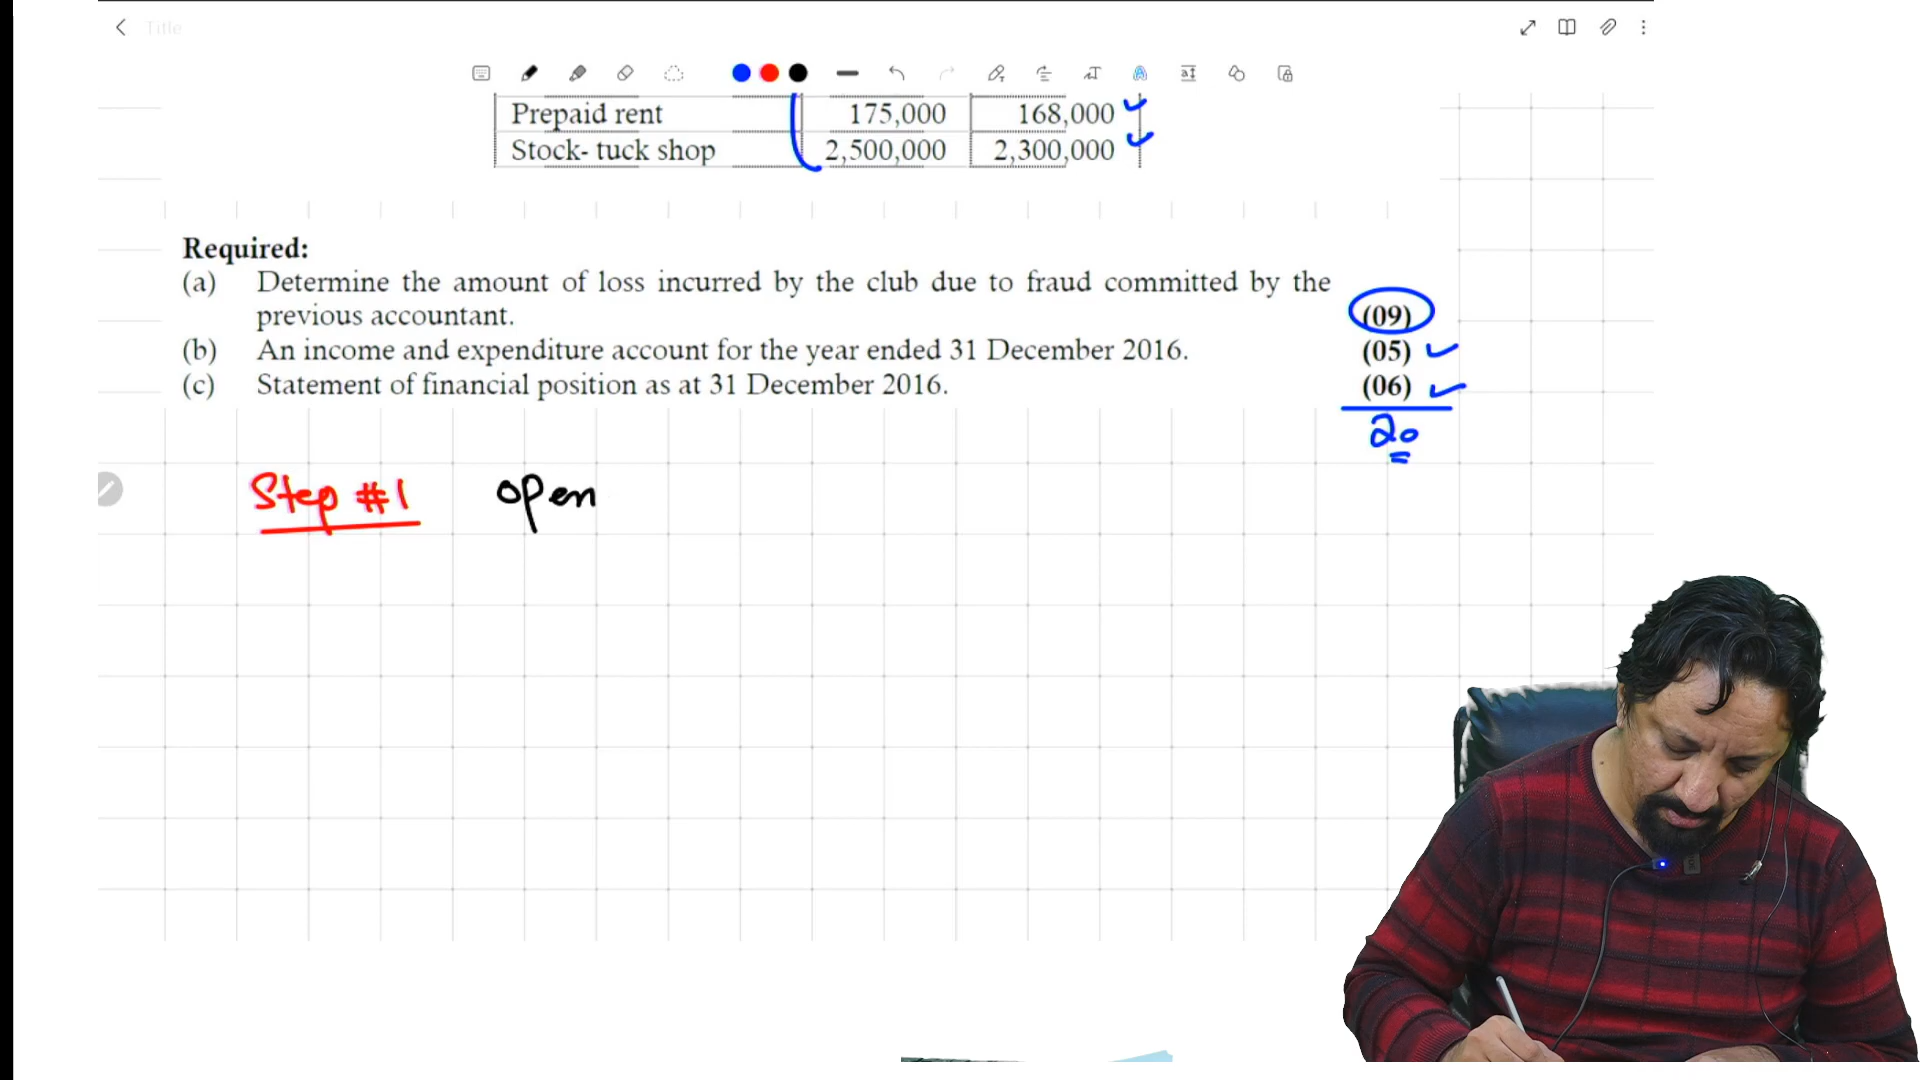 Title
Prepaid rent 175,000 168,000
Stock- tuck shop 2,500,000 2,300,000
Required:
(a) Determine the amount of loss incurred by the club due to fraud committed by the
previous accountant. (09)
(b) An income and expenditure account for the year ended 31 December 2016. (05)
(c) Statement of financial position as at 31 December 2016. (06)
20
Step #1 open